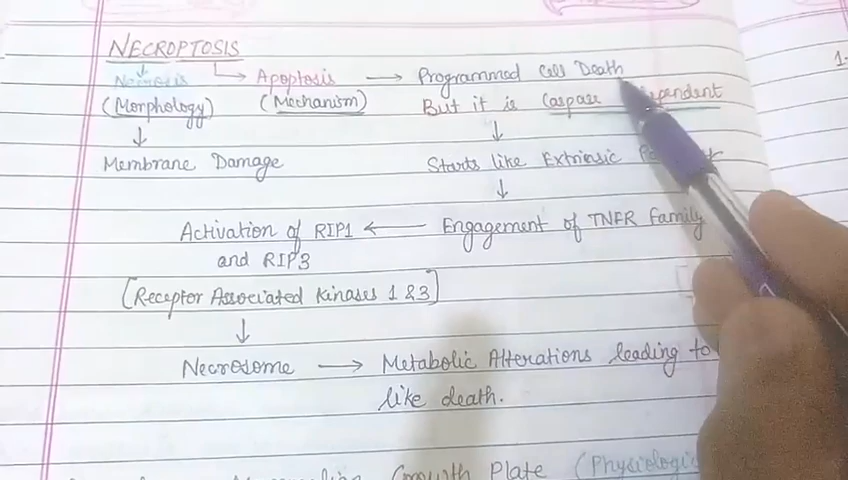 NECROPTOSIS
Necrosis → Apoptosis → Programmed Cell Death
(Morphology) (Mechanism) But it is Caspase
Membrane Damage Starts like Extrinsic
Activation of RIP1 ← Engagement of TNFR Family
and RIP3
[Receptor Associated Kinases 1 & 3]
Necrosome → Metabolic Alterations leading to
like death.
Growth Plate